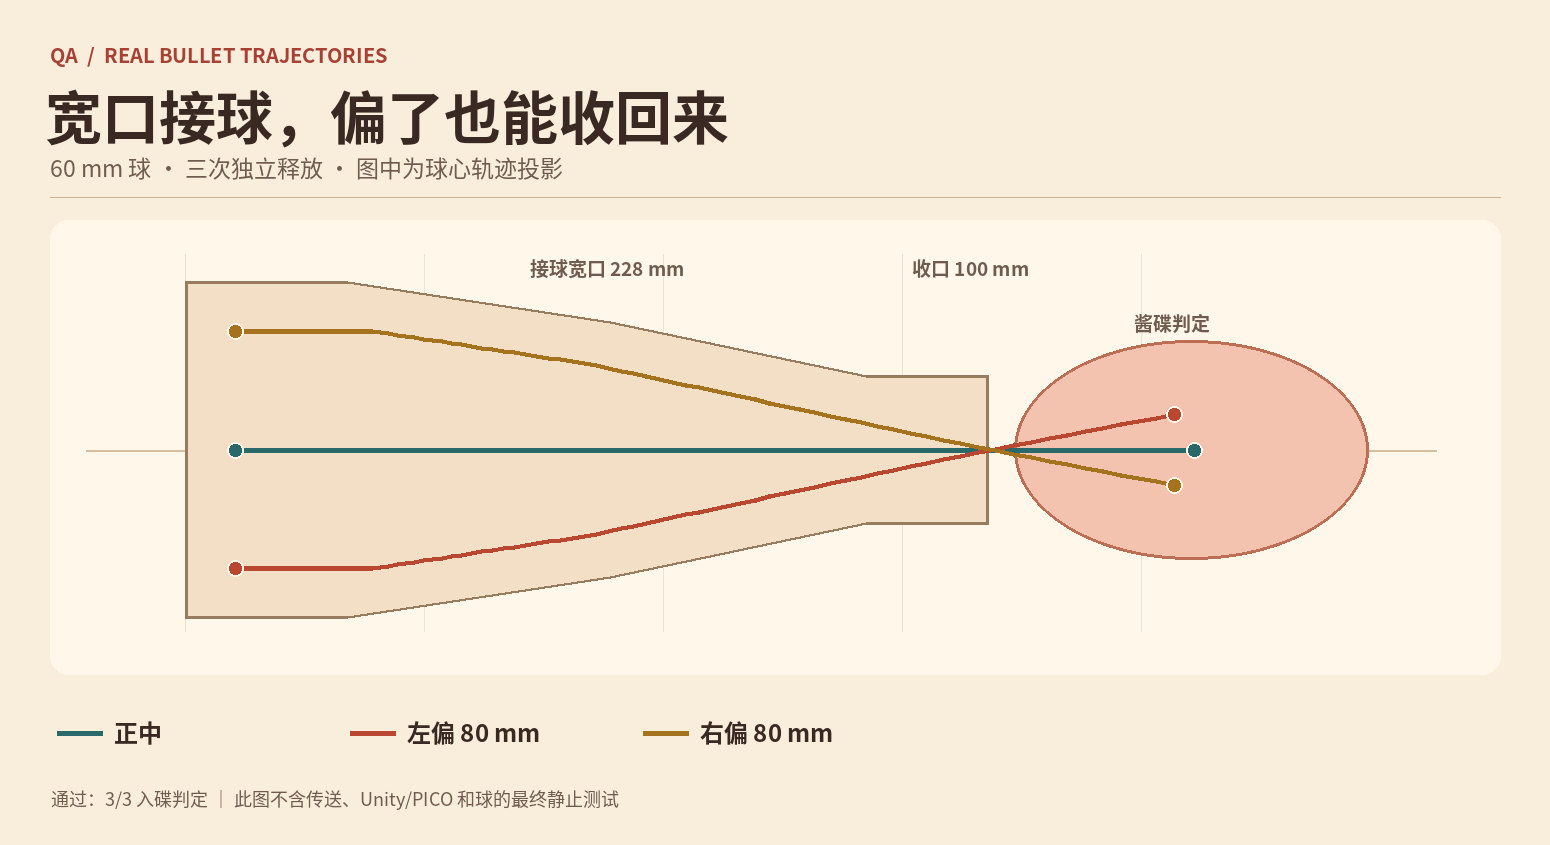 QA / REAL BULLET TRAJECTORIES
宽口接球，偏了也能收回来
60 mm 球 • 三次独立释放 • 图中为球心轨迹投影
接球宽口 228 mm
收口 100 mm
酱碟判定
正中
左偏 80 mm
右偏 80 mm
通过：3/3 入碟判定 ｜ 此图不含传送、Unity/PICO 和球的最终静止测试